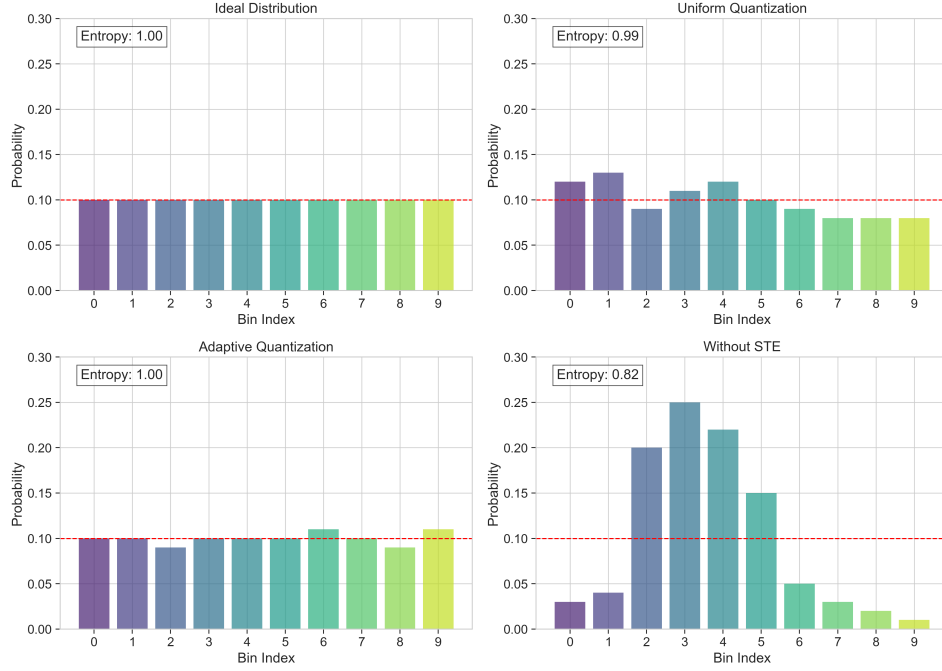 Ideal Distribution
Entropy: 1.00
0.30
0.25
0.20
0.15
0.10
0.05
0.00
Probability
0 1 2 3 4 5 6 7 8 9
Bin Index
Uniform Quantization
Entropy: 0.99
0.30
0.25
0.20
0.15
0.10
0.05
0.00
Probability
0 1 2 3 4 5 6 7 8 9
Bin Index
Adaptive Quantization
Entropy: 1.00
0.30
0.25
0.20
0.15
0.10
0.05
0.00
Probability
0 1 2 3 4 5 6 7 8 9
Bin Index
Without STE
Entropy: 0.82
0.30
0.25
0.20
0.15
0.10
0.05
0.00
Probability
0 1 2 3 4 5 6 7 8 9
Bin Index